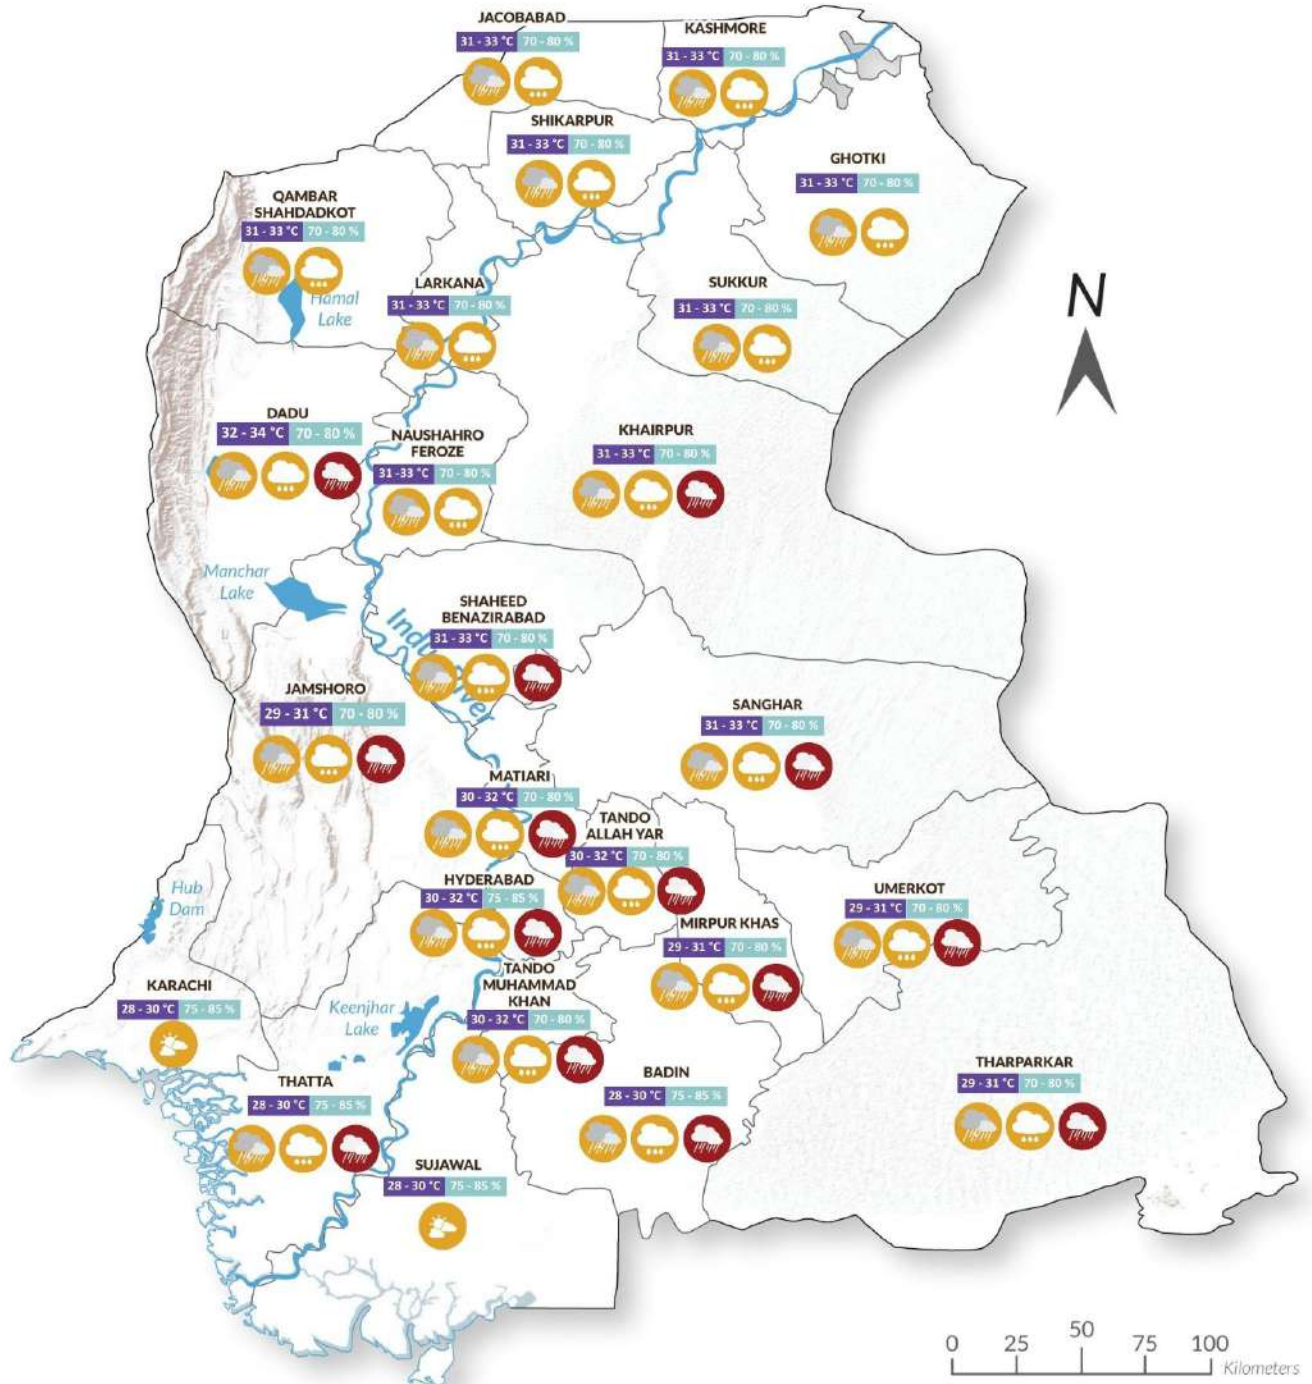 JACOBABAD
31 - 33 °C 70 - 80 %
KASHMORE
31 - 33 °C 70 - 80 %
SHIKARPUR
31 - 33 °C 70 - 80 %
GHOTKI
31 - 33 °C 70 - 80 %
QAMBAR
SHAHDADKOT
31 - 33 °C 70 - 80 %
Hamal
Lake
LARKANA
31 - 33 °C 70 - 80 %
SUKKUR
31 - 33 °C 70 - 80 %
N
DADU
32 - 34 °C 70 - 80 %
NAUSHAHRO
FEROZE
31 -33 °C 70 - 80 %
KHAIRPUR
31 - 33 °C 70 - 80 %
Manchar
Lake
SHAHEED
BENAZIRABAD
31 - 33 °C 70 - 80 %
Indus River
JAMSHORO
29 - 31 °C 70 - 80 %
SANGHAR
31 - 33 °C 70 - 80 %
MATIARI
30 - 32 °C 70 - 80 %
TANDO
ALLAH YAR
30 - 32 °C 70 - 80 %
Hub
Dam
HYDERABAD
30 - 32 °C 75 - 85 %
UMERKOT
29 - 31 °C 70 - 80 %
MIRPUR KHAS
29 - 31 °C 70 - 80 %
KARACHI
28 - 30 °C 75 - 85 %
Keenjhar
Lake
TANDO
MUHAMMAD
KHAN
30 - 32 °C 70 - 80 %
THATTA
28 - 30 °C 75 - 85 %
BADIN
28 - 30 °C 75 - 85 %
THARPARKAR
29 - 31 °C 70 - 80 %
SUJAWAL
28 - 30 °C 75 - 85 %
0 25 50 75 100
Kilometers